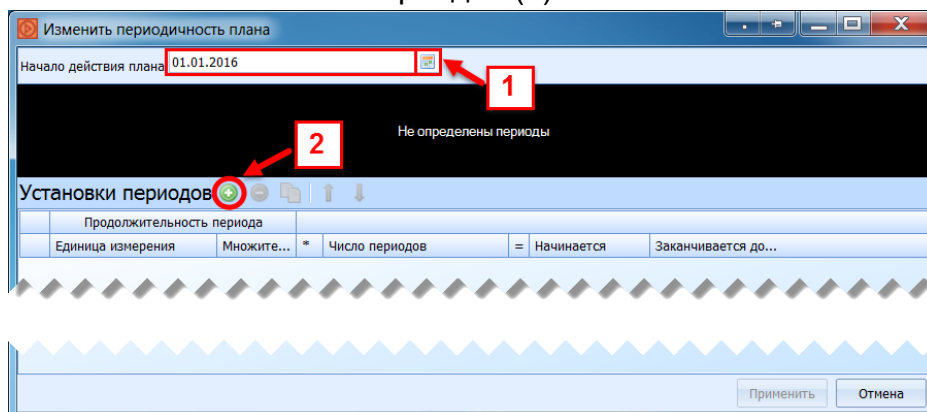 Изменить периодичность плана
Начало действия плана 01.01.2016
1
Не определены периоды
2
Установки периодов
Продолжительность периода
Единица измерения Множите... * Число периодов = Начинается Заканчивается до...
Применить Отмена